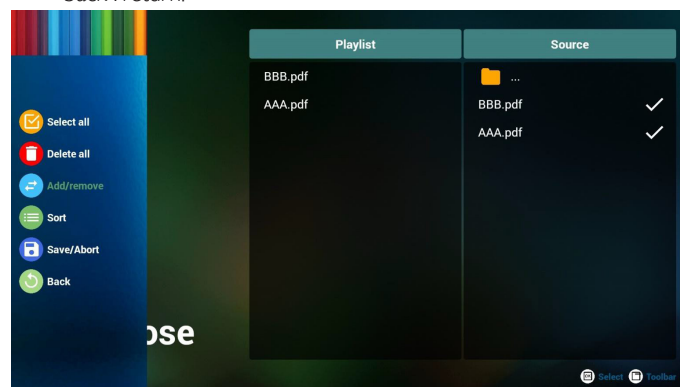 Playlist
Source
BBB.pdf
AAA.pdf
...
BBB.pdf
AAA.pdf
Select all
Delete all
Add/remove
Sort
Save/Abort
Back
ose
Select Toolbar